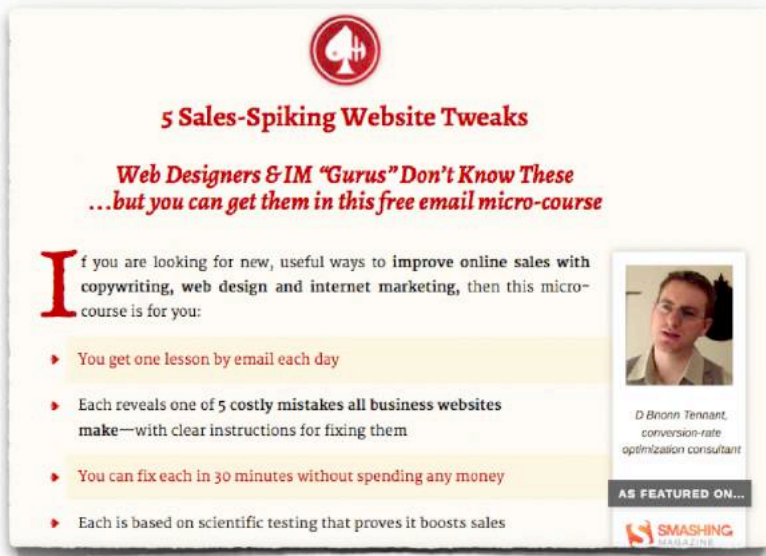 5 Sales-Spiking Website Tweaks
Web Designers & IM “Gurus” Don’t Know These
...but you can get them in this free email micro-course
If you are looking for new, useful ways to improve online sales with
copywriting, web design and internet marketing, then this micro-
course is for you:
You get one lesson by email each day
Each reveals one of 5 costly mistakes all business websites
make—with clear instructions for fixing them
You can fix each in 30 minutes without spending any money
Each is based on scientific testing that proves it boosts sales
D Bnonn Tennant,
conversion-rate
optimization consultant
AS FEATURED ON...
SMASHING
MAGAZINE